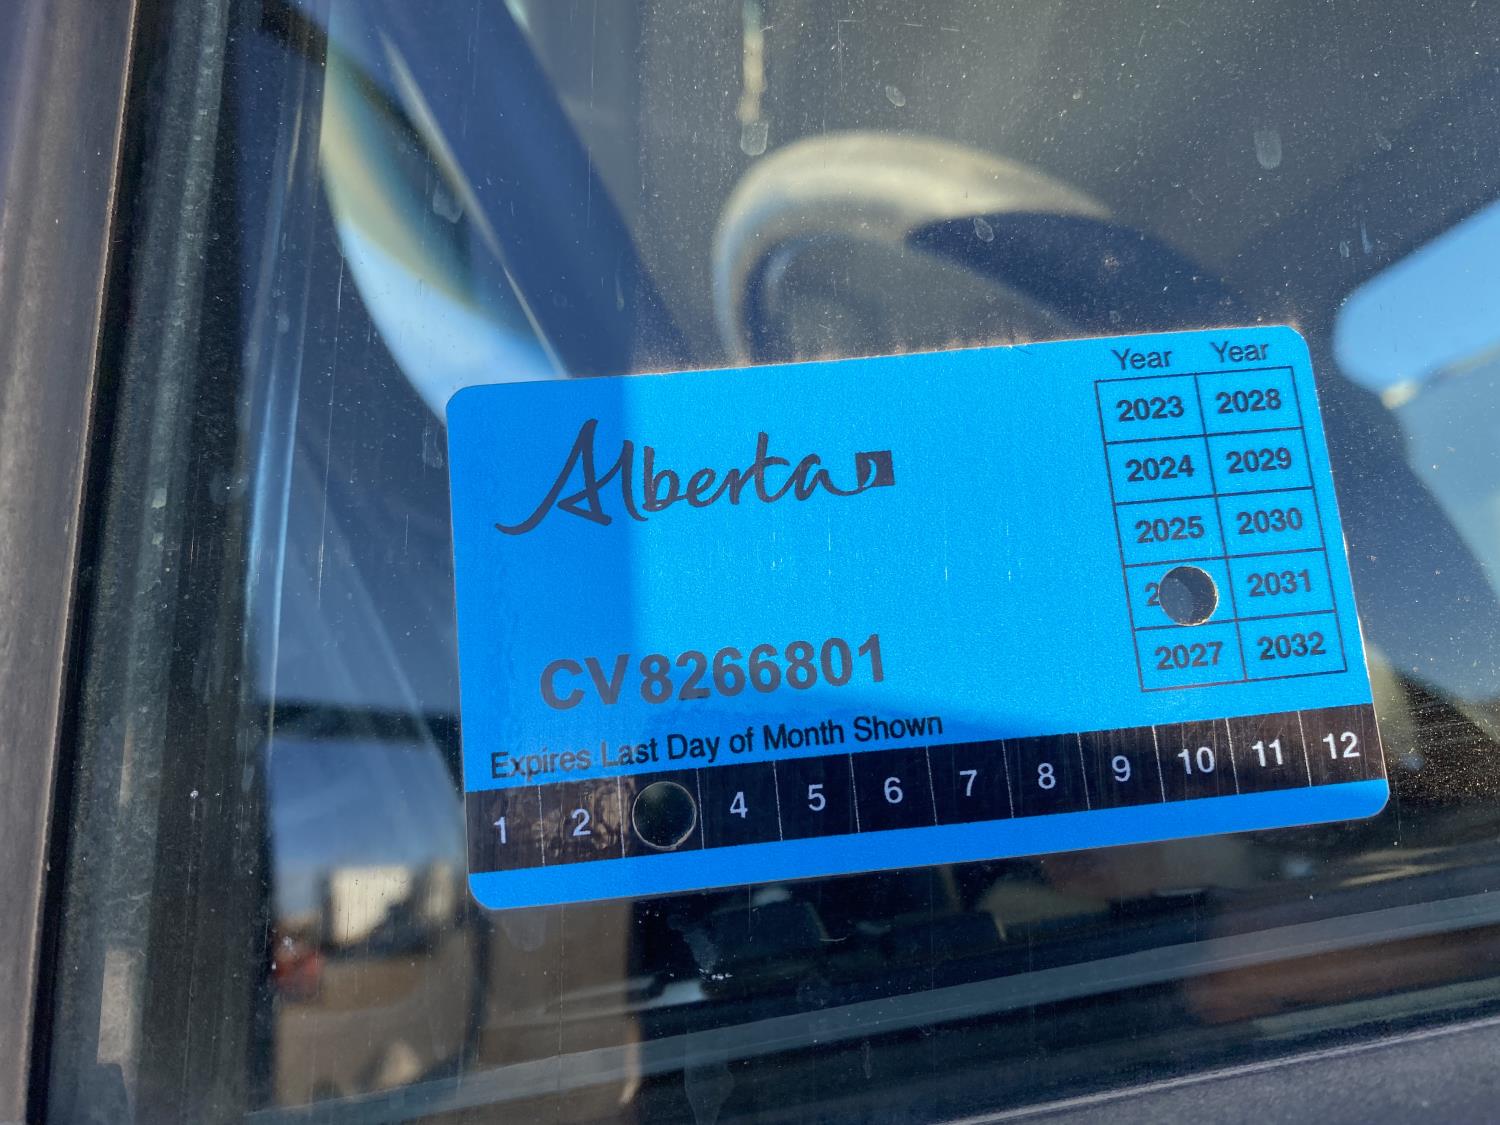 Alberta
Year Year
2023 2028
2024 2029
2025 2030
2031
2027 2032
CV8266801
Expires Last Day of Month Shown
1 2 4 5 6 7 8 9 10 11 12